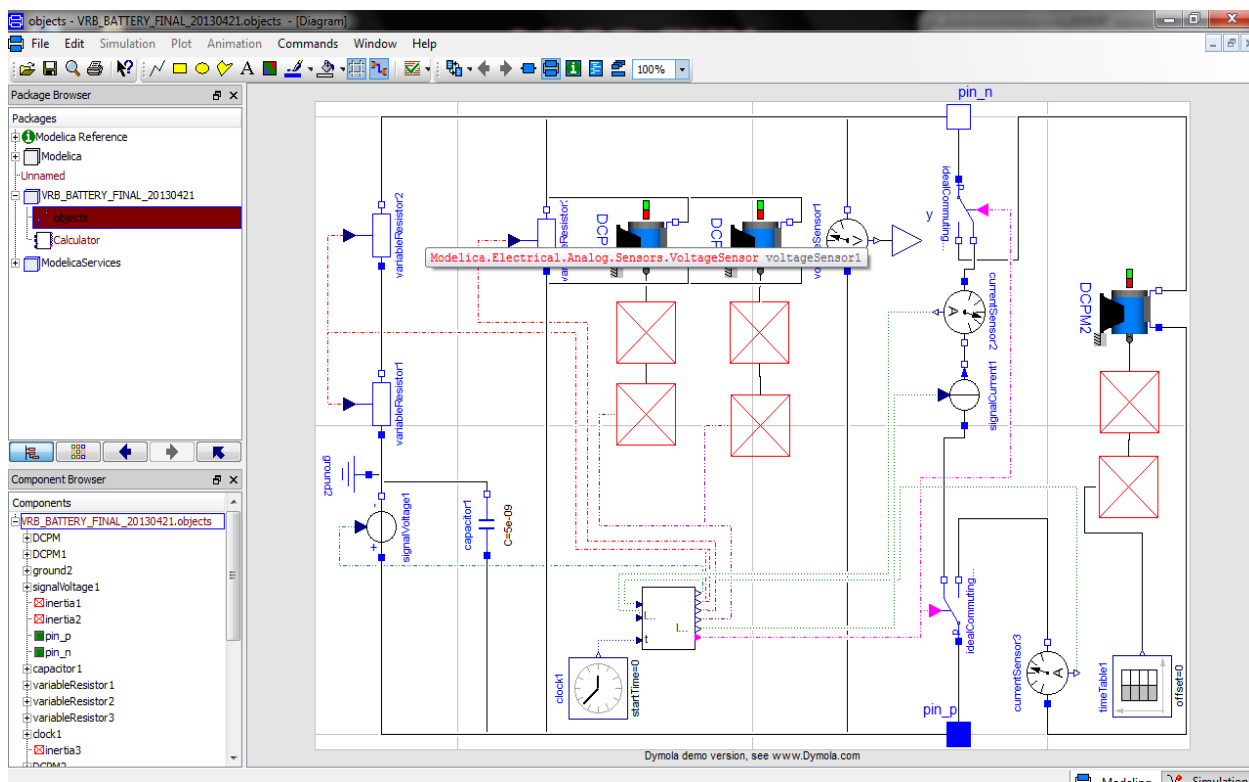 objects - VRB_BATTERY_FINAL_20130421.objects - [Diagram]
File Edit Simulation Plot Animation Commands Window Help
A 100%
Package Browser
Packages
Modelica Reference
Modelica
Unnamed
VRB_BATTERY_FINAL_20130421
objects
Calculator
ModelicaServices
Component Browser
Components
VRB_BATTERY_FINAL_20130421.objects
DCPM
DCPM1
ground2
signalVoltage1
inertia1
inertia2
pin_p
pin_n
capacitor1
variableResistor1
variableResistor2
variableResistor3
clock1
inertia3
DCPM2
pin_n
variableResistor2
idealCommuting...
p
y
V
Modelica.Electrical.Analog.Sensors.VoltageSensor voltageSensor1
currentSensor2
A
DCPM2
signalCurrent1
variableResistor1
ground2
signalVoltage1
-
+
capacitor1
C=5e-09
I...
I...
t
clock1
startTime=0
idealCommuting...
p
currentSensor3
A
timeTable1
offset=0
pin_p
Dymola demo version, see www.Dymola.com
Modeling Simulation